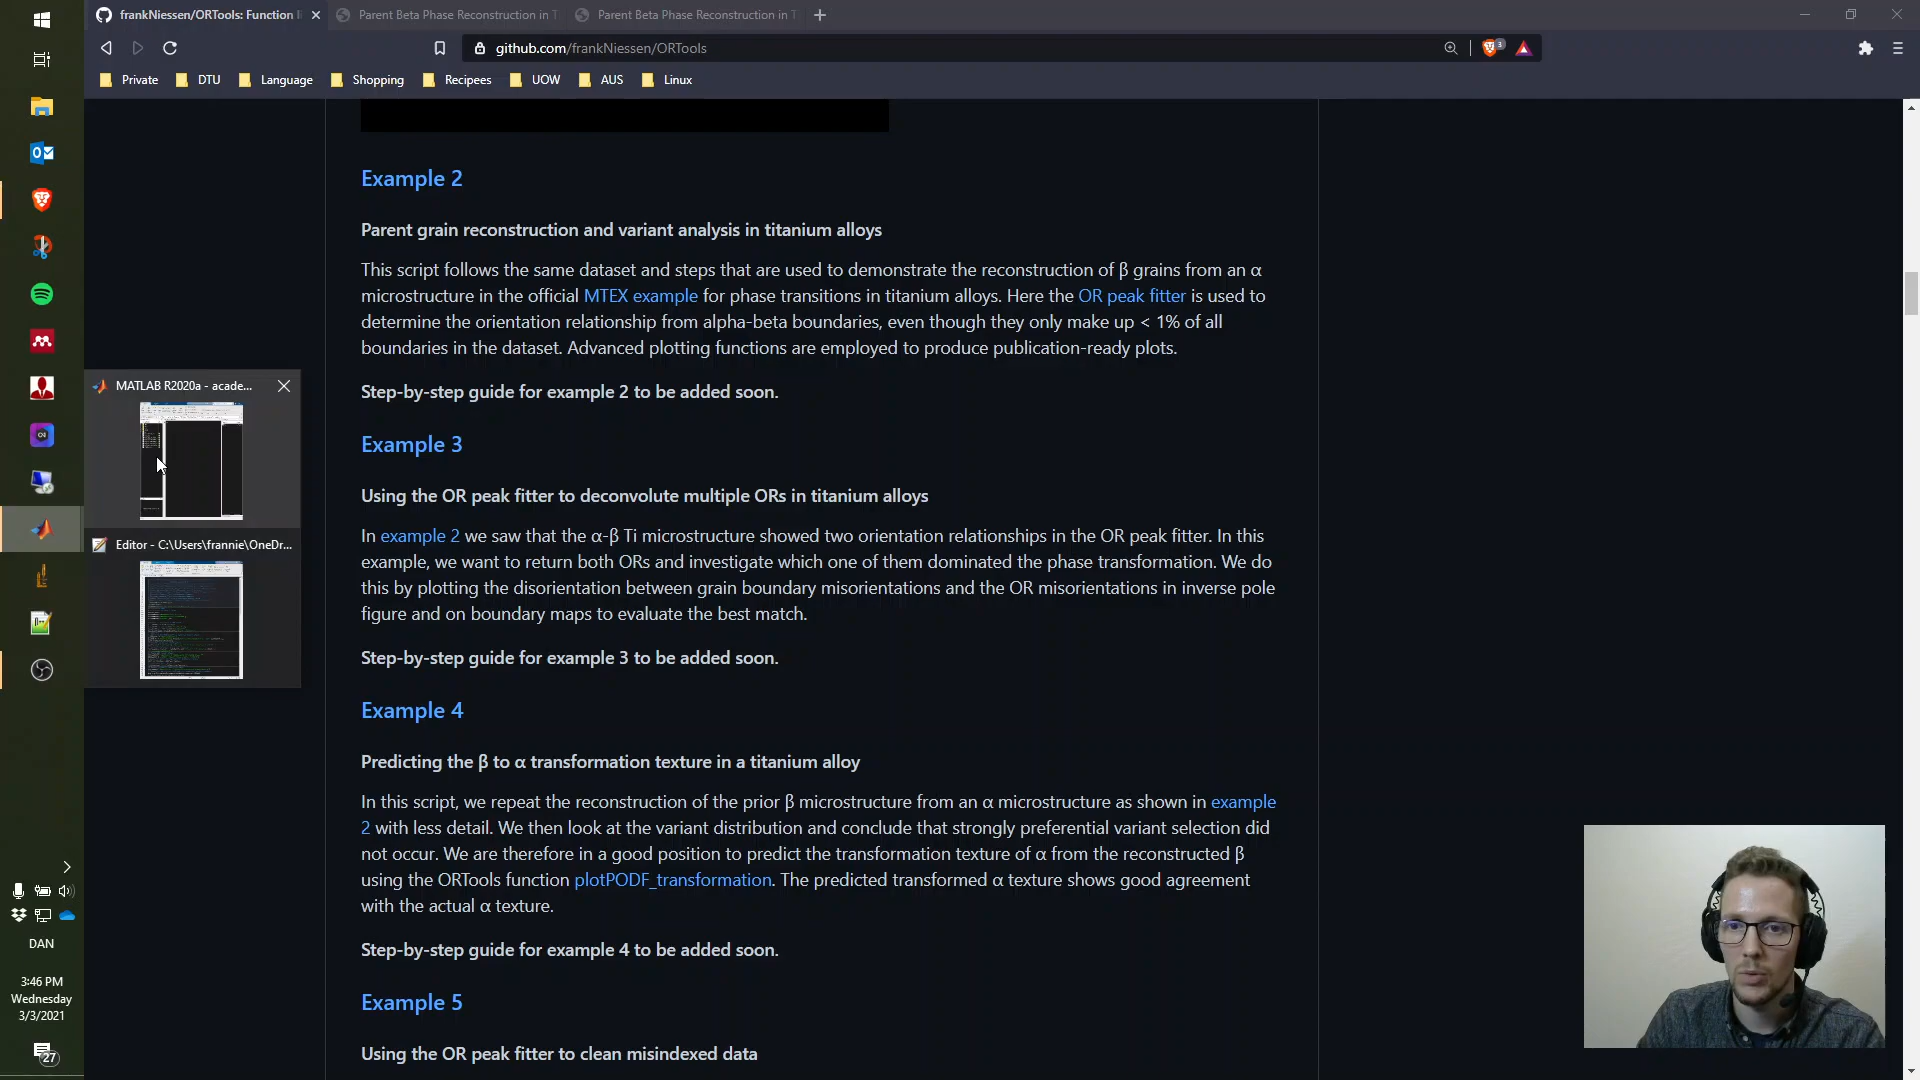 frankNiessen/ORTools: Function l
Parent Beta Phase Reconstruction in T
Parent Beta Phase Reconstruction in T
github.com/frankNiessen/ORTools
Private
DTU
Language
Shopping
Recipees
UOW
AUS
Linux
Example 2
Parent grain reconstruction and variant analysis in titanium alloys
This script follows the same dataset and steps that are used to demonstrate the reconstruction of β grains from an α
microstructure in the official MTEX example for phase transitions in titanium alloys. Here the OR peak fitter is used to
determine the orientation relationship from alpha-beta boundaries, even though they only make up < 1% of all
boundaries in the dataset. Advanced plotting functions are employed to produce publication-ready plots.
Step-by-step guide for example 2 to be added soon.
MATLAB R2020a - acade...
Editor - C:\Users\frannie\OneDr...
Example 3
Using the OR peak fitter to deconvolute multiple ORs in titanium alloys
In example 2 we saw that the α-β Ti microstructure showed two orientation relationships in the OR peak fitter. In this
example, we want to return both ORs and investigate which one of them dominated the phase transformation. We do
this by plotting the disorientation between grain boundary misorientations and the OR misorientations in inverse pole
figure and on boundary maps to evaluate the best match.
Step-by-step guide for example 3 to be added soon.
Example 4
Predicting the β to α transformation texture in a titanium alloy
In this script, we repeat the reconstruction of the prior β microstructure from an α microstructure as shown in example
2 with less detail. We then look at the variant distribution and conclude that strongly preferential variant selection did
not occur. We are therefore in a good position to predict the transformation texture of α from the reconstructed β
using the ORTools function plotPODF_transformation. The predicted transformed α texture shows good agreement
with the actual α texture.
Step-by-step guide for example 4 to be added soon.
Example 5
Using the OR peak fitter to clean misindexed data
DAN
3:46 PM
Wednesday
3/3/2021
27